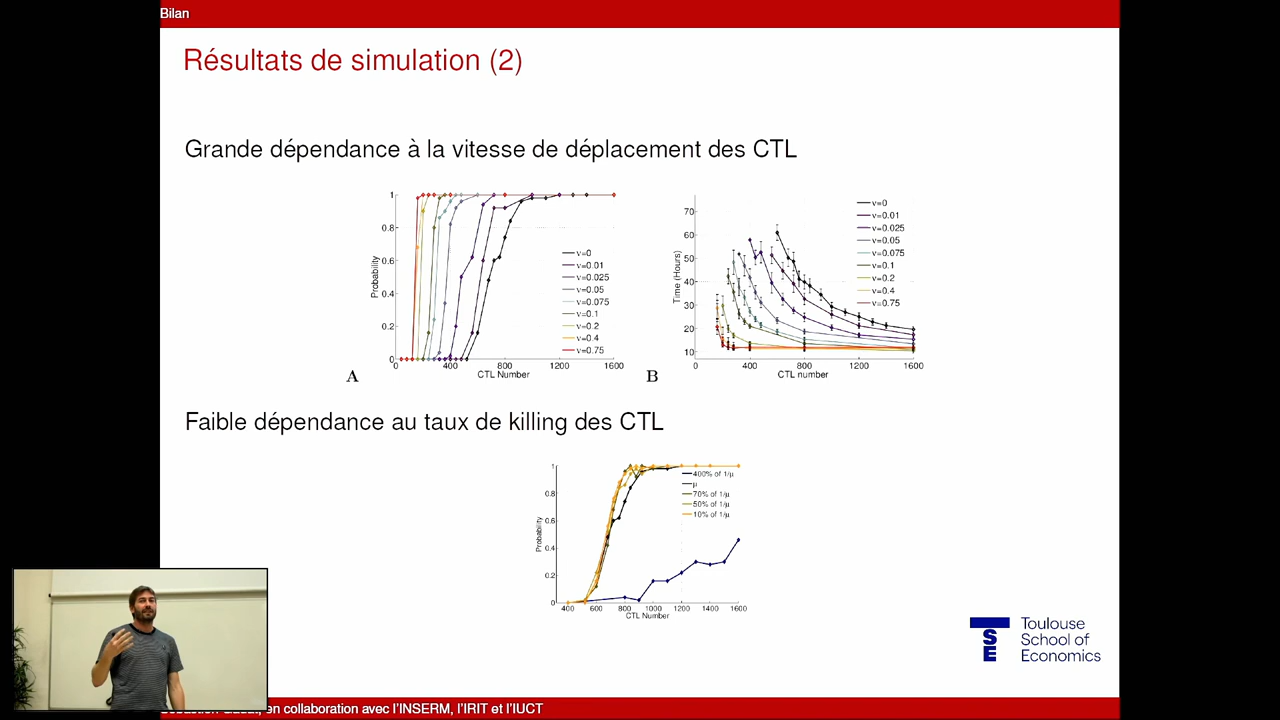 Bilan
Résultats de simulation (2)
Grande dépendance à la vitesse de déplacement des CTL
1
0.8
0.6
0.4
0.2
0
Probability
0 400 800 1200 1600
CTL Number
ν=0
ν=0.01
ν=0.025
ν=0.05
ν=0.075
ν=0.1
ν=0.2
ν=0.4
ν=0.75
A
70
60
50
40
30
20
10
Time (Hours)
0 400 800 1200 1600
CTL number
ν=0
ν=0.01
ν=0.025
ν=0.05
ν=0.075
ν=0.1
ν=0.2
ν=0.4
ν=0.75
B
Faible dépendance au taux de killing des CTL
1
0.8
0.6
0.4
0.2
0
Probability
400 600 800 1000 1200 1400 1600
CTL Number
400% of 1/μ
μ
70% of 1/μ
50% of 1/μ
10% of 1/μ
TSE
Toulouse
School of
Economics
en collaboration avec l'INSERM, l'IRIT et l'IUCT